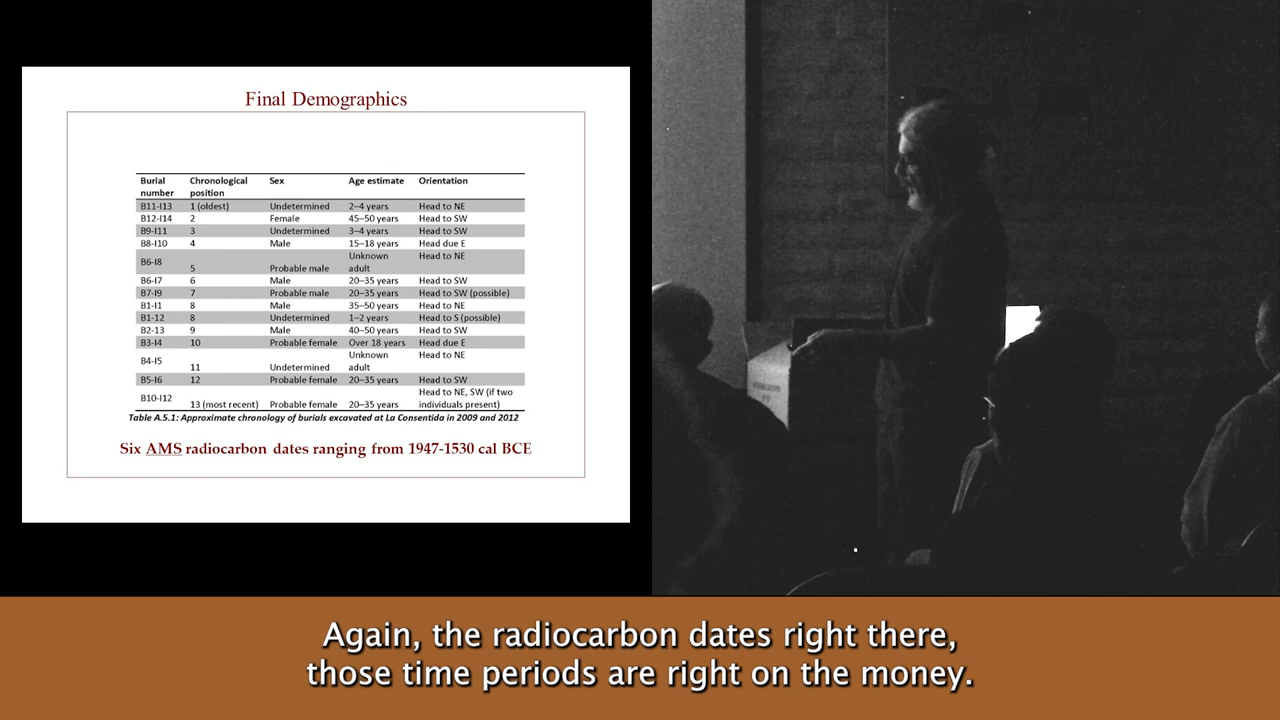 Final Demographics
Burial number Chronological position Sex Age estimate Orientation
B11-I13 1 (oldest) Undetermined 2–4 years Head to NE
B12-I14 2 Female 45–50 years Head to SW
B9-I11 3 Undetermined 3–4 years Head to SW
B8-I10 4 Male 15–18 years Head due E
B6-I8 5 Probable male Unknown adult Head to NE
B6-I7 6 Male 20–35 years Head to SW
B7-I9 7 Probable male 20–35 years Head to SW (possible)
B1-I1 8 Male 35–50 years Head to NE
B1-12 8 Undetermined 1–2 years Head to S (possible)
B2-13 9 Male 40–50 years Head to SW
B3-I4 10 Probable female Over 18 years Head due E
B4-I5 11 Undetermined Unknown adult Head to NE
B5-I6 12 Probable female 20–35 years Head to SW
B10-I12 13 (most recent) Probable female 20–35 years Head to NE, SW (if two individuals present)
Table A.5.1: Approximate chronology of burials excavated at La Consentida in 2009 and 2012
Six AMS radiocarbon dates ranging from 1947-1530 cal BCE
Again, the radiocarbon dates right there,
those time periods are right on the money.